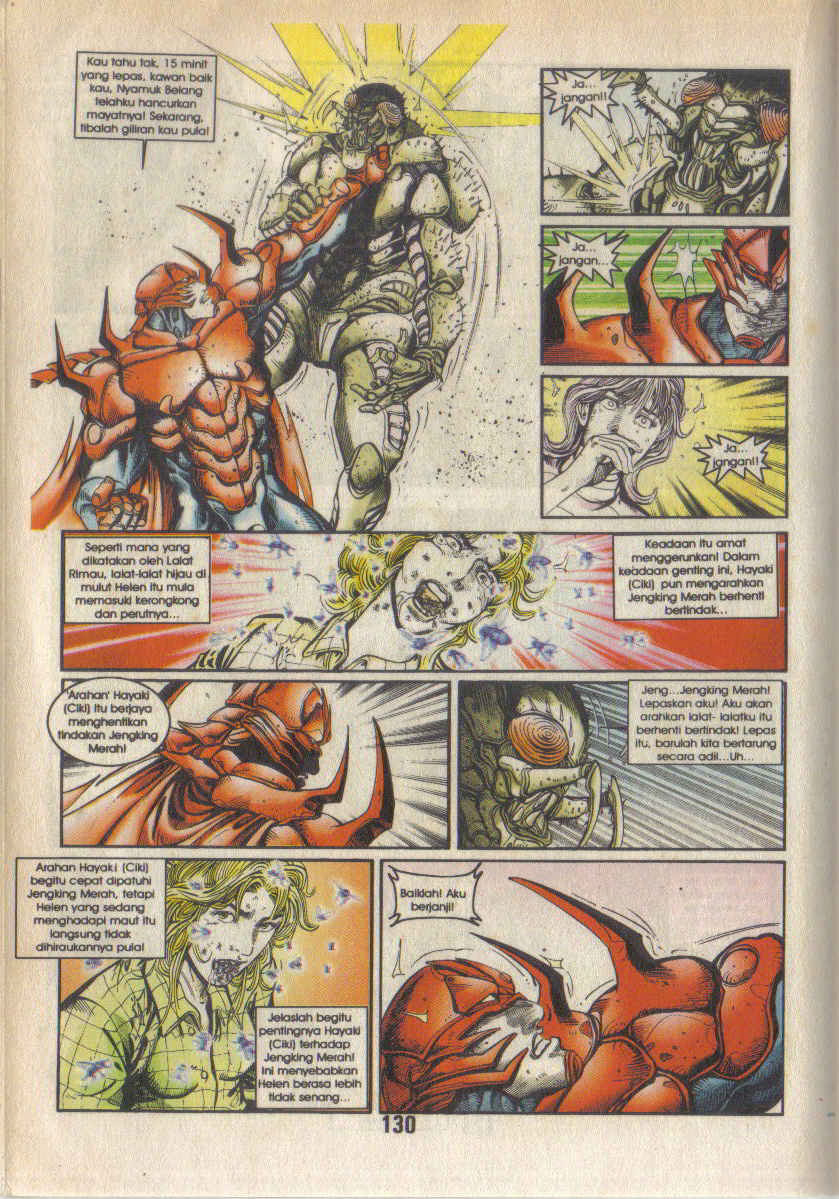 Kau tahu tak, 15 minit
yang lepas, kawan baik
kau, Nyamuk Belang
telahku hancurkan
mayatnya! Sekarang,
tibalah giliran kau pula!
Ja...
jangan!!
Ja...
jangan...
Ja...
jangan!!
Seperti mana yang
dikatakan oleh Lalat
Rimau, lalat-lalat hijau di
mulut Helen itu mula
memasuki kerongkong
dan perutnya...
Keadaan itu amat
menggerunkan! Dalam
keadaan genting ini, Hayaki
(Ciki) pun mengarahkan
Jengking Merah berhenti
bertindak...
'Arahan' Hayaki
(Ciki) itu berjaya
menghentikan
tindakan Jengking
Merah!
Jeng...Jengking Merah!
Lepaskan aku! Aku akan
arahkan lalat- lalatku itu
berhenti bertindak! Lepas
itu, barulah kita bertarung
secara adil...Uh...
Arahan Hayaki (Ciki)
begitu cepat dipatuhi
Jengking Merah, tetapi
Helen yang sedang
menghadapi maut itu
langsung tidak
dihiraukannya pula!
Jelaslah begitu
pentingnya Hayaki
(Ciki) terhadap
Jengking Merah!
Ini menyebabkan
Helen berasa lebih
tidak senang...
Baiklah! Aku
berjanji!
130